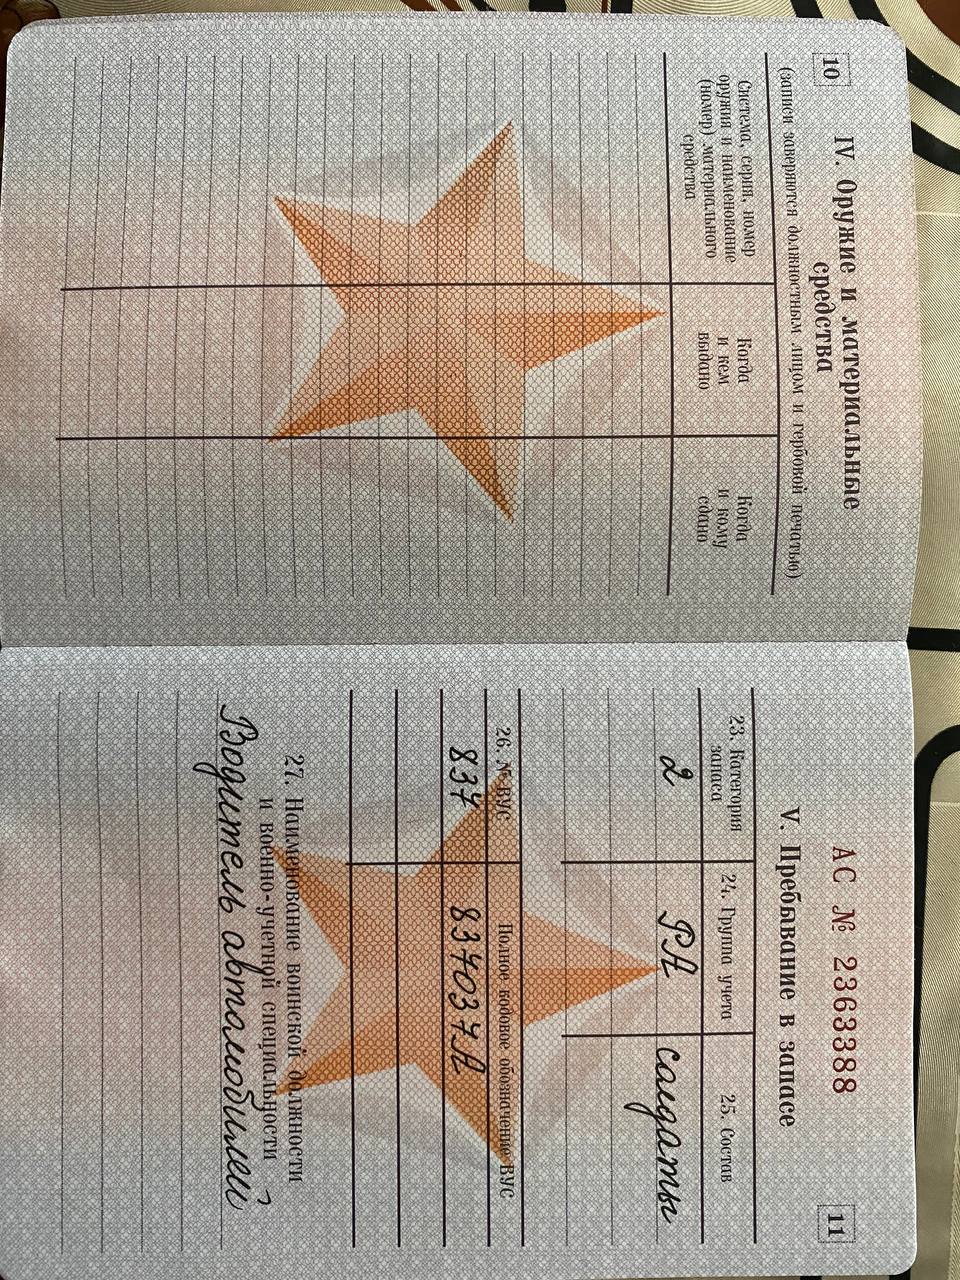 10
IV. Оружие и материальные
средства
(записи заверяются должностным лицом и гербовой печатью)
Система, серия, номер
оружия и наименование
(номер) материального
средства
Когда
и кем
выдано
Когда
и кому
сдано
АС № 2363388
11
V. Пребывание в запасе
23. Категория
запаса
24. Группа учета
25. Состав
2
РА
солдаты
26. № ВУС
Полное кодовое обозначение ВУС
837
837037А
27. Наименование воинской должности
и военно-учетной специальности
Водитель автомобилей